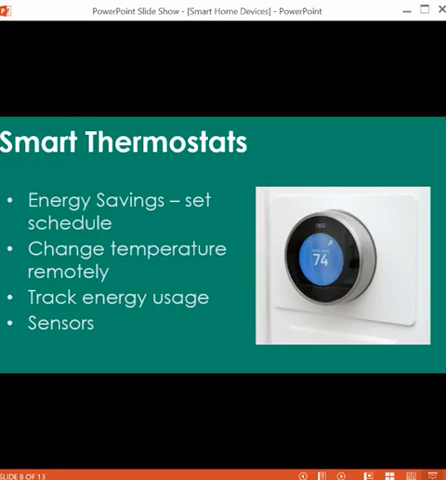 PowerPoint Slide Show - [Smart Home Devices] - PowerPoint
Smart Thermostats
• Energy Savings – set
schedule
• Change temperature
remotely
• Track energy usage
• Sensors
nest
74
SLIDE 8 OF 13